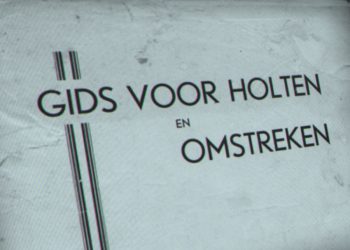 GIDS VOOR HOLTEN
EN
OMSTREKEN